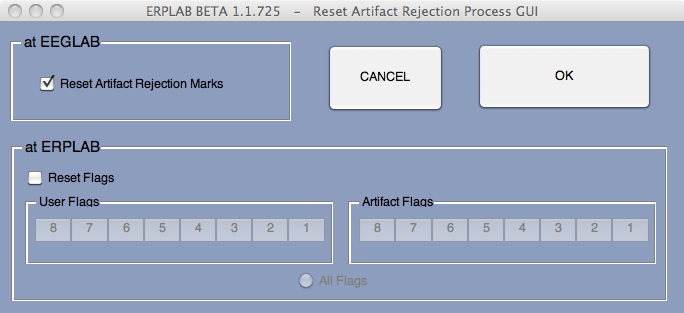 ERPLAB BETA 1.1.725 - Reset Artifact Rejection Process GUI
at EEGLAB
Reset Artifact Rejection Marks
CANCEL
OK
at ERPLAB
Reset Flags
User Flags
8 7 6 5 4 3 2 1
Artifact Flags
8 7 6 5 4 3 2 1
All Flags